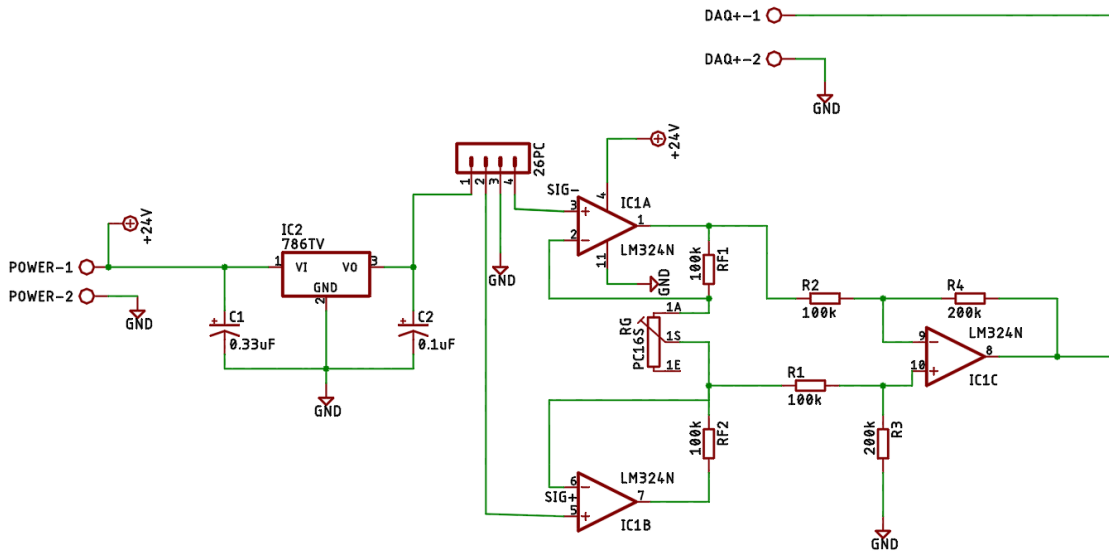 DAQ+-1
DAQ+-2
GND
+24V
POWER-1
POWER-2
GND
IC2
786TV
1
VI
VO
3
GND
2
C1
0.33uF
C2
0.1uF
GND
26PC
1
2
3
4
GND
SIG-
3
2
+24V
4
IC1A
1
LM324N
11
GND
100k
RF1
1A
RG
PC16S
1S
1E
R2
100k
R4
200k
LM324N
9
10
8
IC1C
R1
100k
200k
R3
GND
100k
RF2
LM324N
6
SIG+
5
7
IC1B